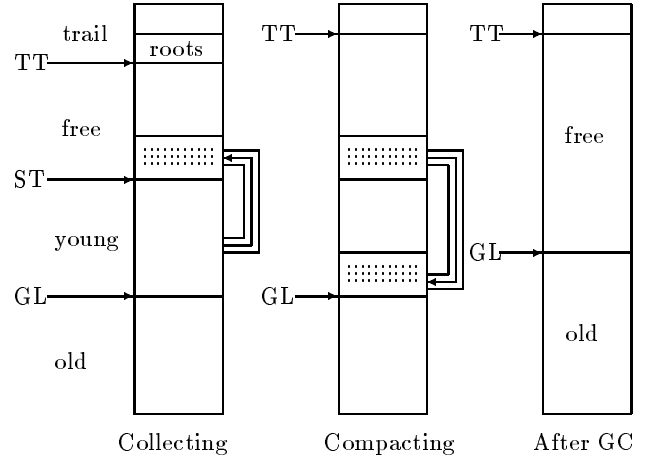 trail
roots
TT
TT
TT
free
free
ST
young
GL
GL
GL
old
old
Collecting
Compacting
After GC